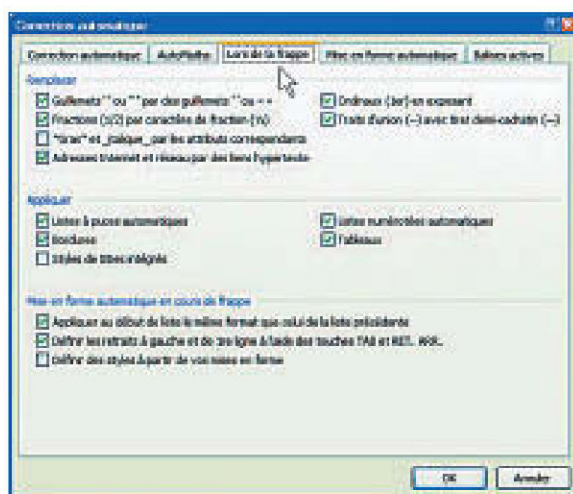 Correction automatique
Correction automatique AutoMaths Lors de la frappe Mise en forme automatique Balises actives
Remplacer
Guillemets " " ou " " par des guillemets " " ou « »
Ordinaux (1er) en exposant
Fractions (1/2) par caractère de fraction (½)
Traits d'union (--) avec tiret demi-cadratin (—)
*Gras* et _italique_ par les attributs correspondants
Adresses Internet et réseau par des liens hypertexte
Appliquer
Listes à puces automatiques
Listes numérotées automatiques
Bordures
Tableaux
Styles de titres intégrés
Mise en forme automatique en cours de frappe
Appliquer au début de liste le même format que celui de la liste précédente
Définir les retraits à gauche et de 1re ligne à l'aide des touches TAB et RET. ARR.
Définir des styles à partir de vos mises en forme
OK Annuler